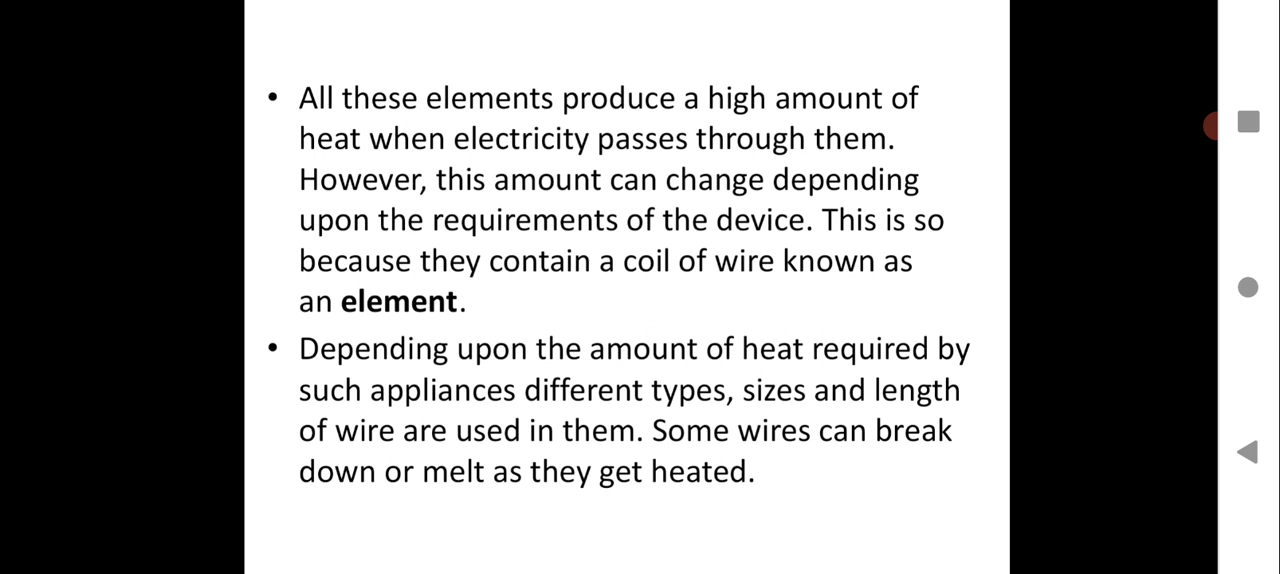 • All these elements produce a high amount of
heat when electricity passes through them.
However, this amount can change depending
upon the requirements of the device. This is so
because they contain a coil of wire known as
an element.
• Depending upon the amount of heat required by
such appliances different types, sizes and length
of wire are used in them. Some wires can break
down or melt as they get heated.